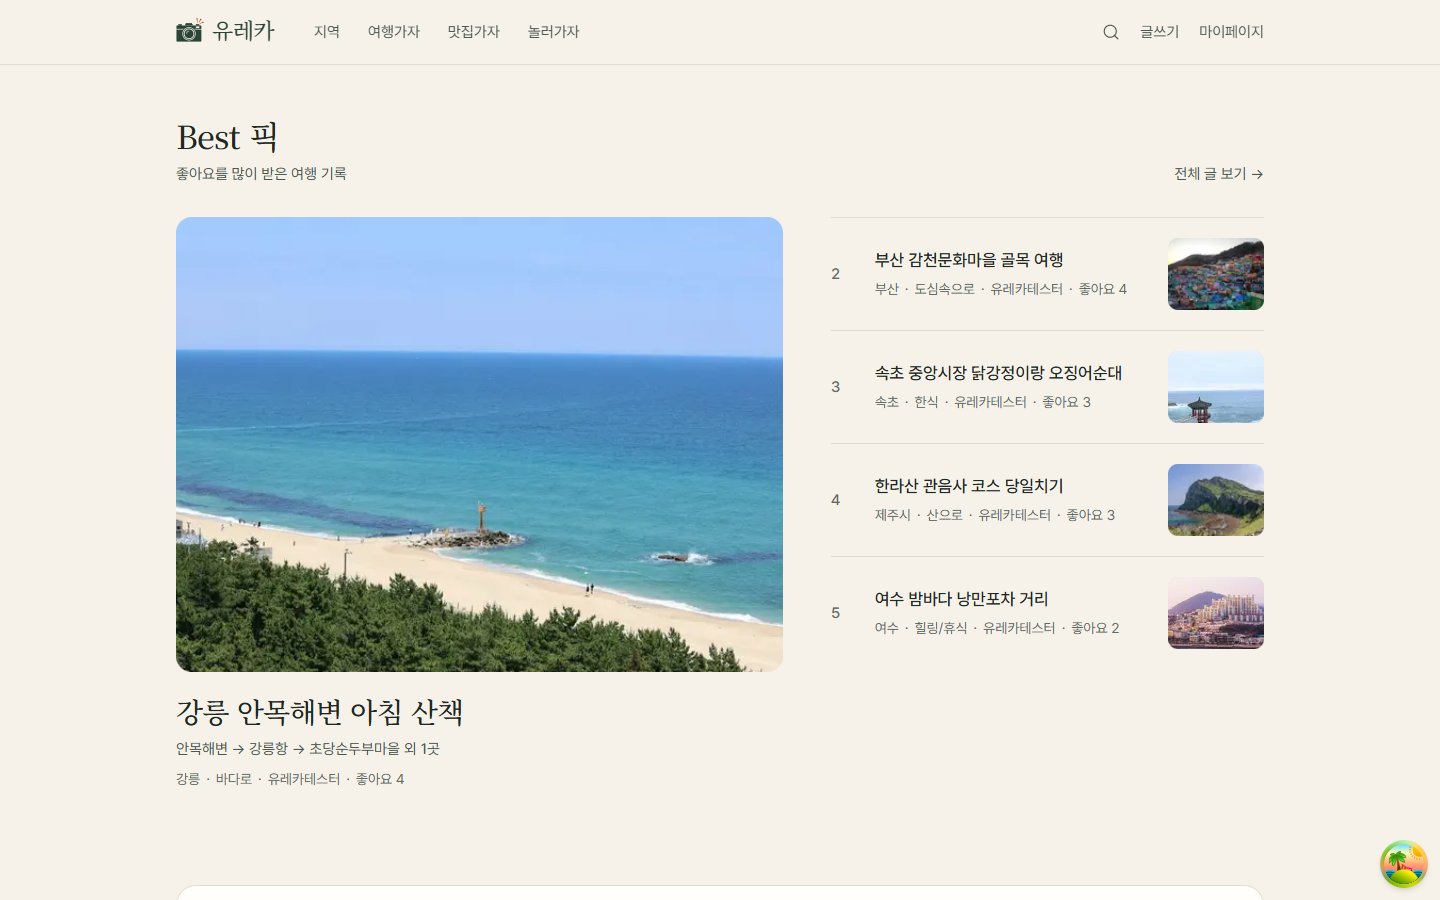 유레카
지역
여행가자
맛집가자
놀러가자
글쓰기
마이페이지
Best 픽
좋아요를 많이 받은 여행 기록
전체 글 보기 →
강릉 안목해변 아침 산책
안목해변 → 강릉항 → 초당순두부마을 외 1곳
강릉 · 바다로 · 유레카테스터 · 좋아요 4
2
부산 감천문화마을 골목 여행
부산 · 도심속으로 · 유레카테스터 · 좋아요 4
3
속초 중앙시장 닭강정이랑 오징어순대
속초 · 한식 · 유레카테스터 · 좋아요 3
4
한라산 관음사 코스 당일치기
제주시 · 산으로 · 유레카테스터 · 좋아요 3
5
여수 밤바다 낭만포차 거리
여수 · 힐링/휴식 · 유레카테스터 · 좋아요 2